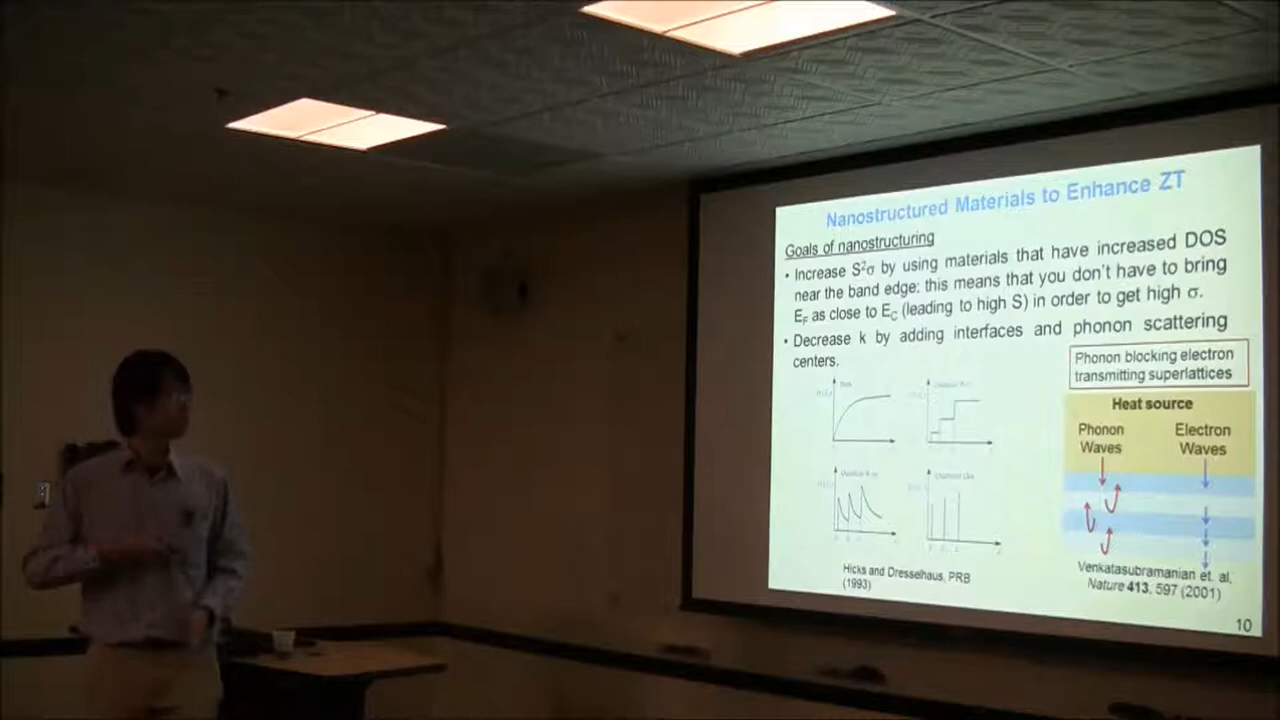 Nanostructured Materials to Enhance ZT
Goals of nanostructuring
• Increase S²σ by using materials that have increased DOS
near the band edge: this means that you don't have to bring
E_F as close to E_C (leading to high S) in order to get high σ.
• Decrease k by adding interfaces and phonon scattering
centers.
Phonon blocking electron
transmitting superlattices
Heat source
Phonon
Waves
Electron
Waves
Hicks and Dresselhaus, PRB
(1993)
Venkatasubramanian et. al,
Nature 413, 597 (2001)
10